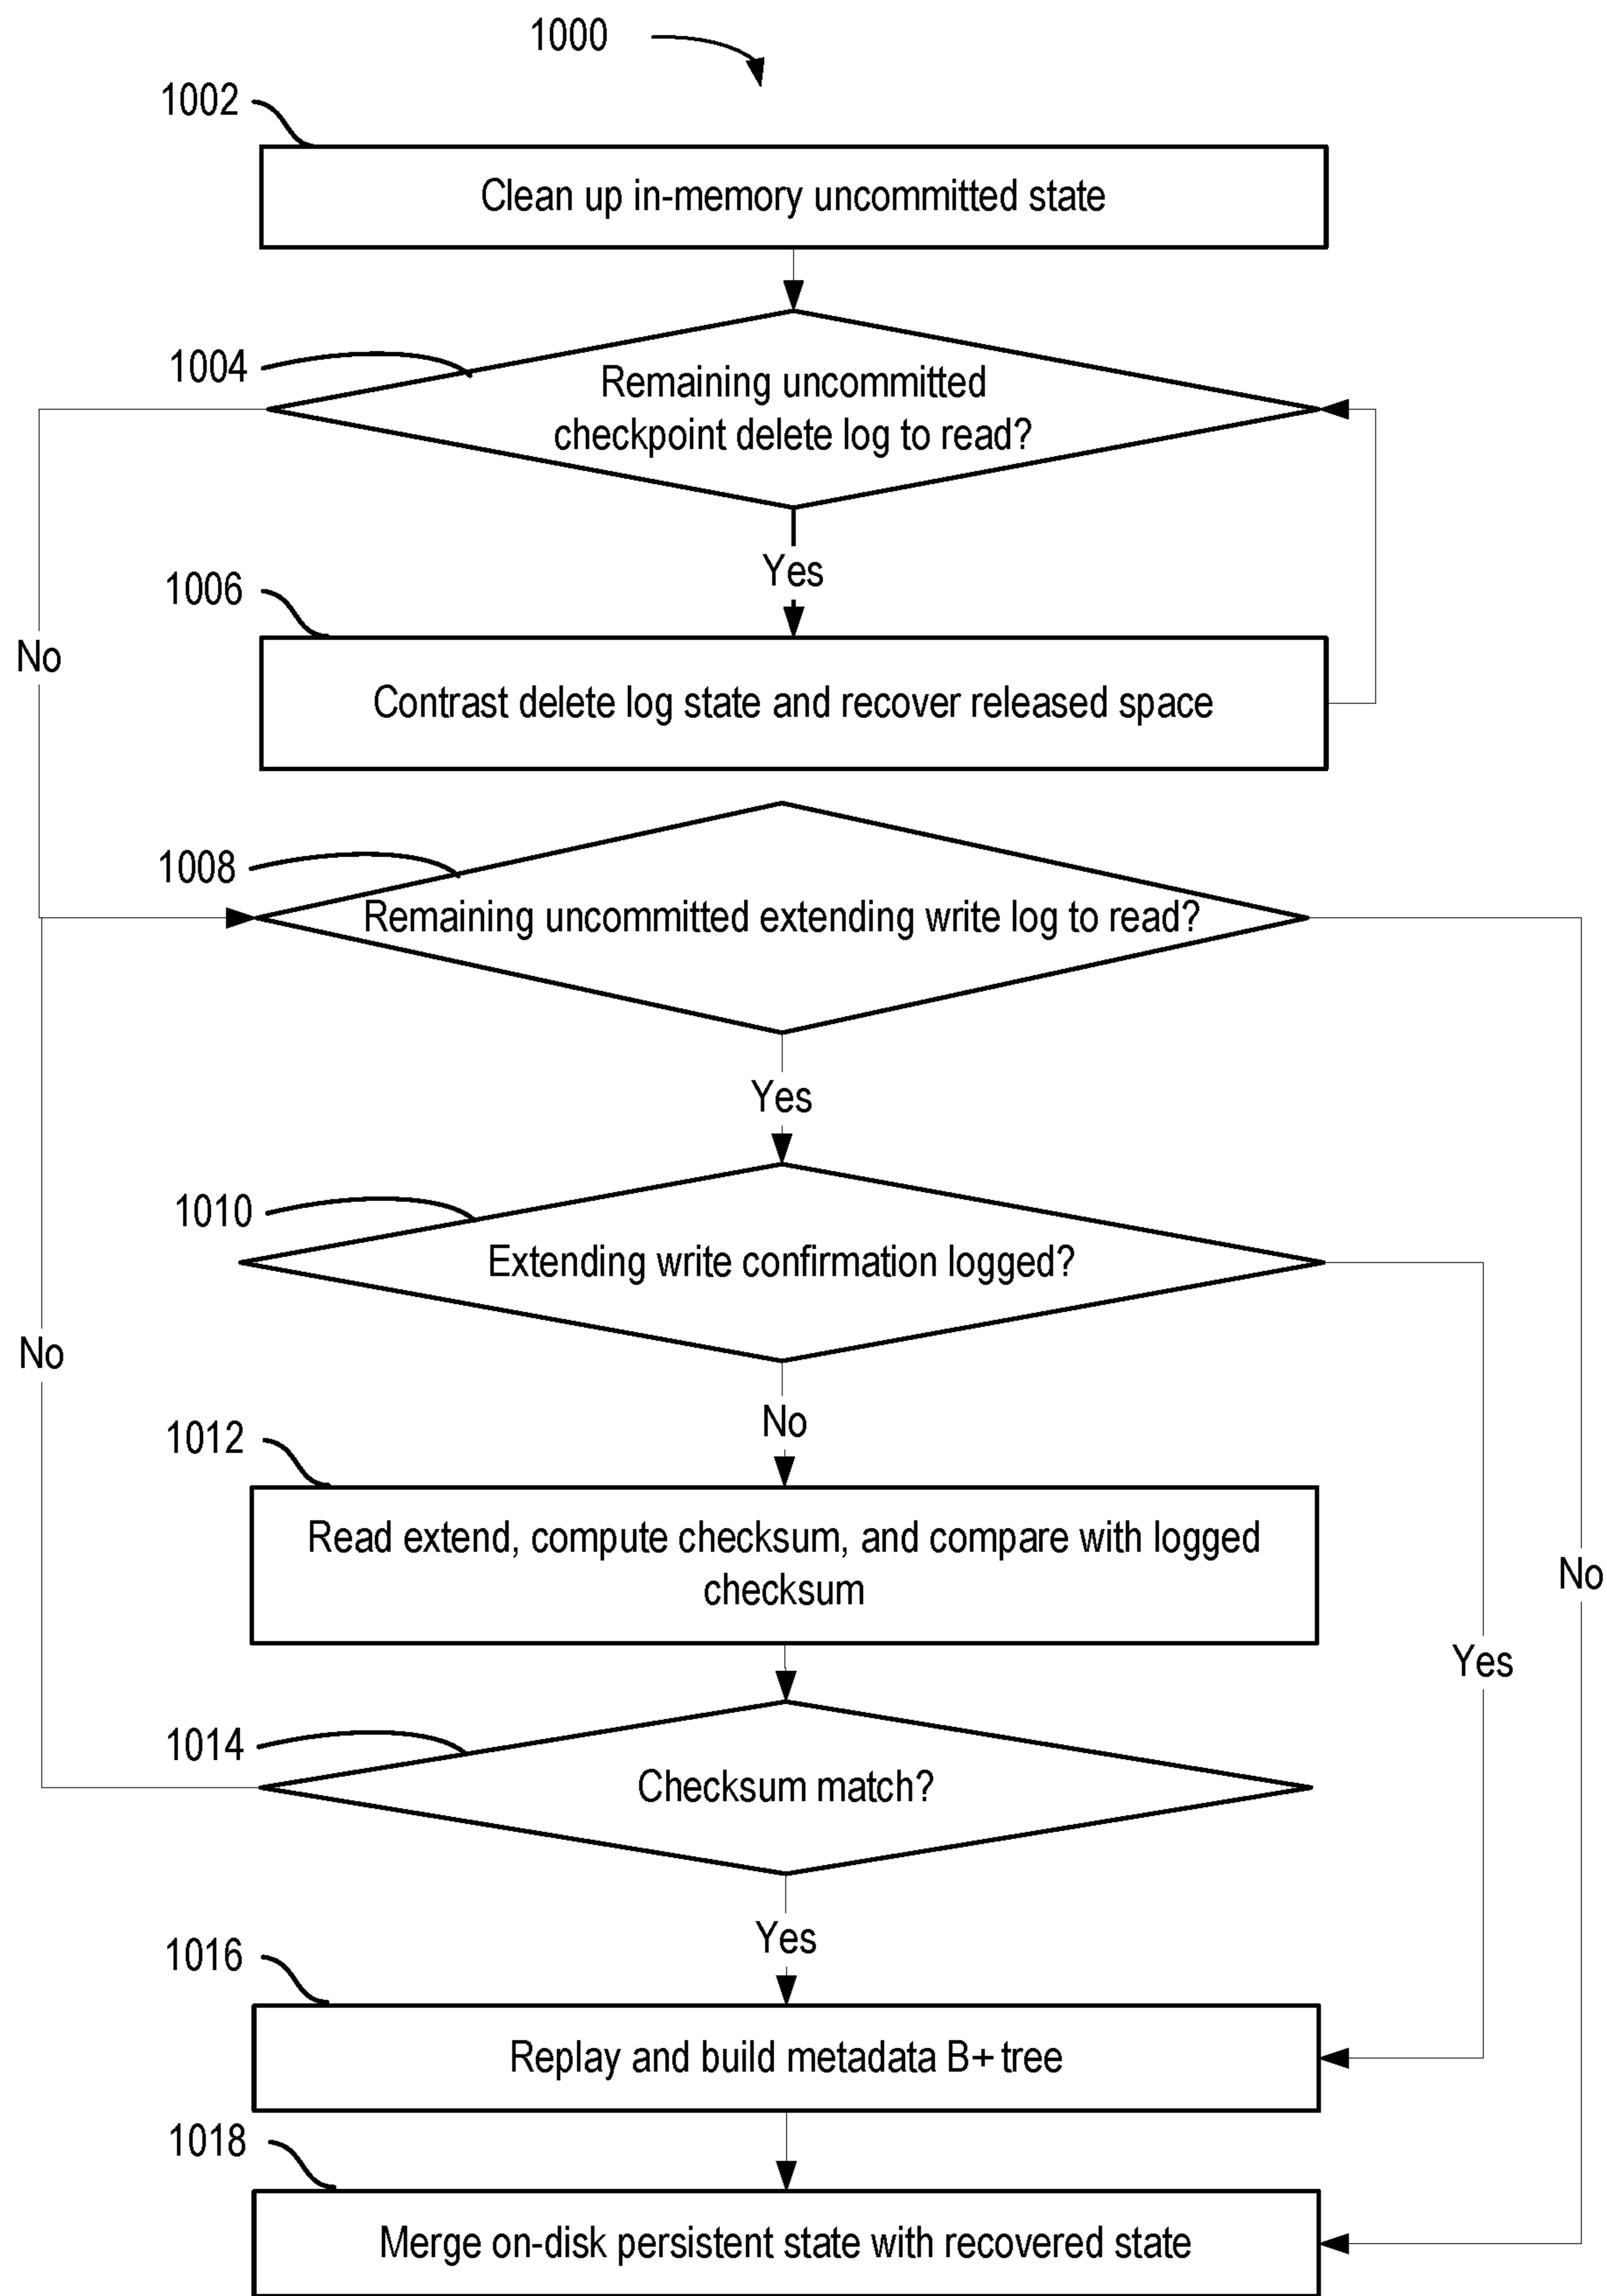 1000
1002
Clean up in-memory uncommitted state
1004
Remaining uncommitted
checkpoint delete log to read?
Yes
1006
No
Contrast delete log state and recover released space
1008
Remaining uncommitted extending write log to read?
Yes
1010
Extending write confirmation logged?
No
No
1012
Read extend, compute checksum, and compare with logged
checksum
No
Yes
1014
Checksum match?
Yes
1016
Replay and build metadata B+ tree
1018
Merge on-disk persistent state with recovered state